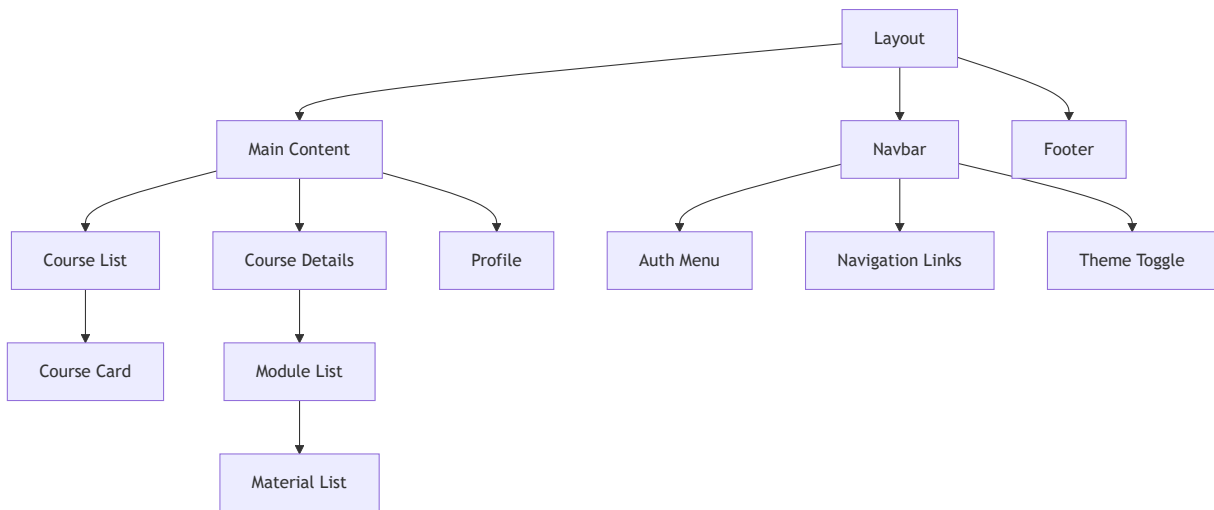 Layout
Main Content
Navbar
Footer
Course List
Course Details
Profile
Auth Menu
Navigation Links
Theme Toggle
Course Card
Module List
Material List